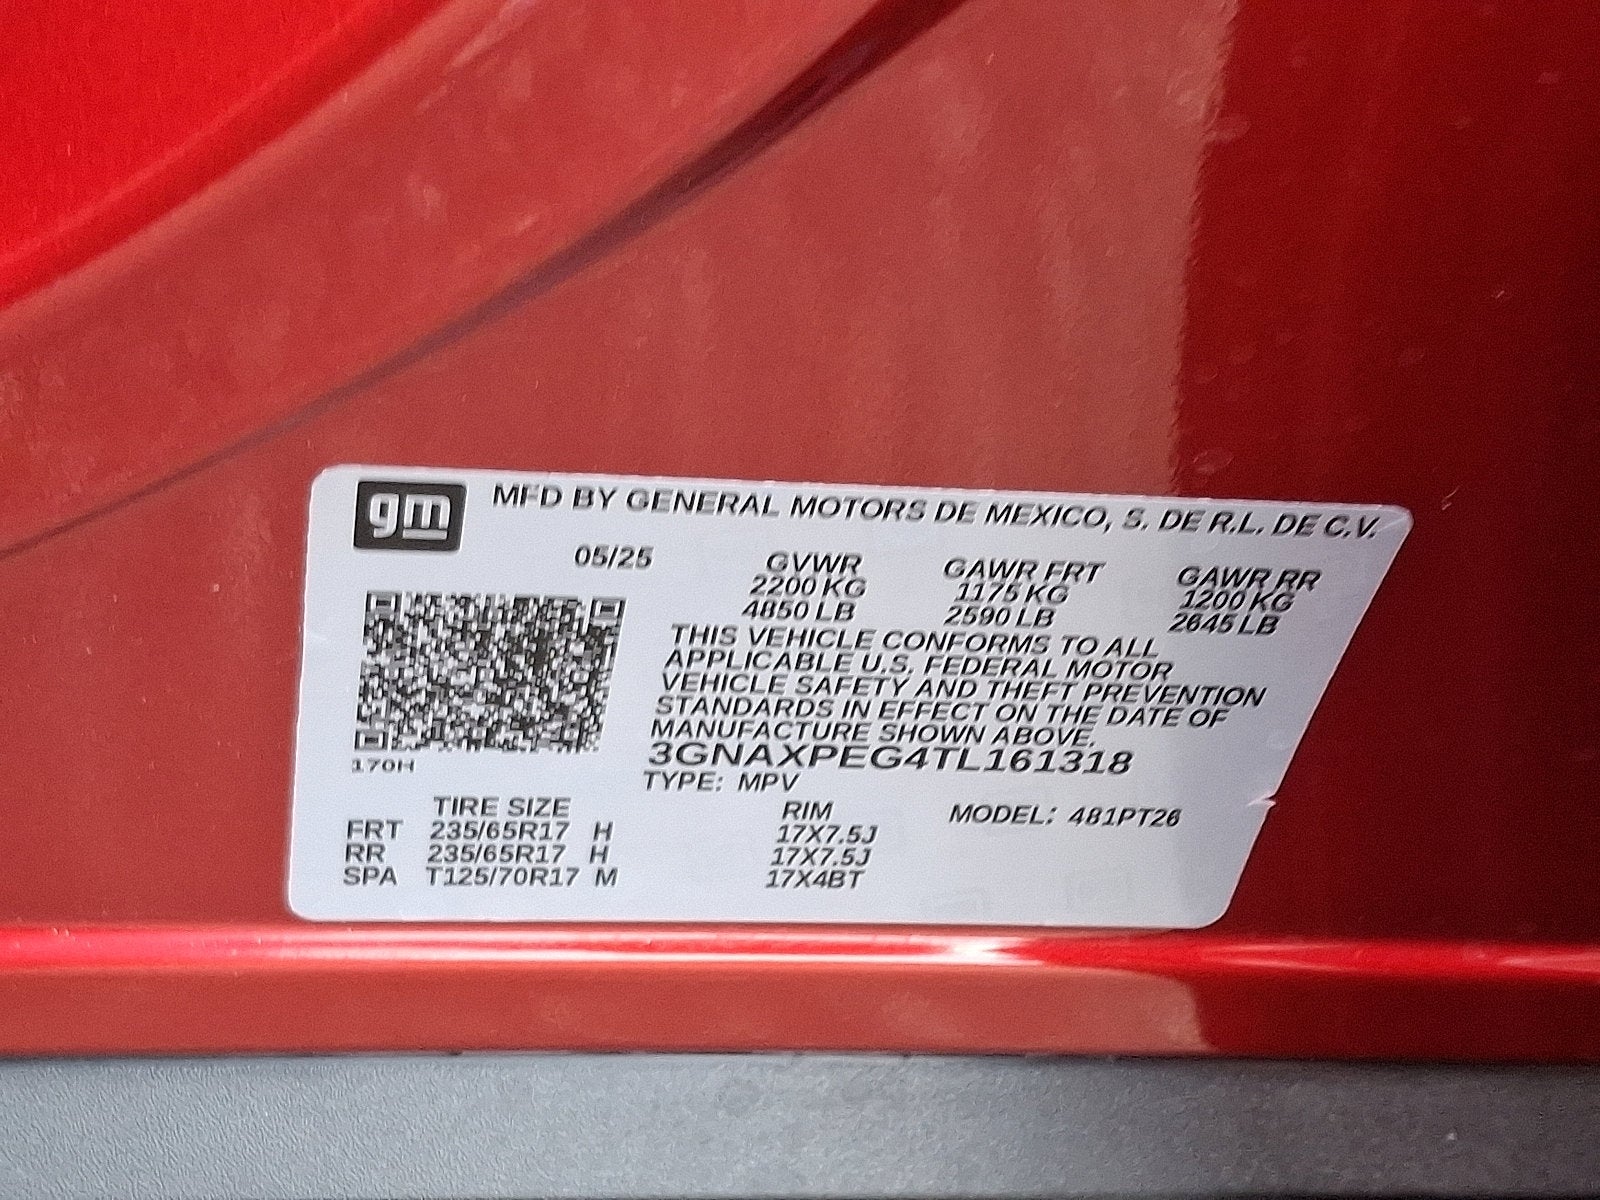 gm MFD BY GENERAL MOTORS DE MEXICO, S. DE R.L. DE C.V.
05/25 GVWR GAWR FRT GAWR RR
2200 KG 1175 KG 1200 KG
4850 LB 2590 LB 2645 LB
THIS VEHICLE CONFORMS TO ALL
APPLICABLE U.S. FEDERAL MOTOR
VEHICLE SAFETY AND THEFT PREVENTION
STANDARDS IN EFFECT ON THE DATE OF
MANUFACTURE SHOWN ABOVE.
170H 3GNAXPEG4TL161318
TYPE: MPV
TIRE SIZE RIM MODEL: 481PT26
FRT 235/65R17 H 17X7.5J
RR 235/65R17 H 17X7.5J
SPA T125/70R17 M 17X4BT